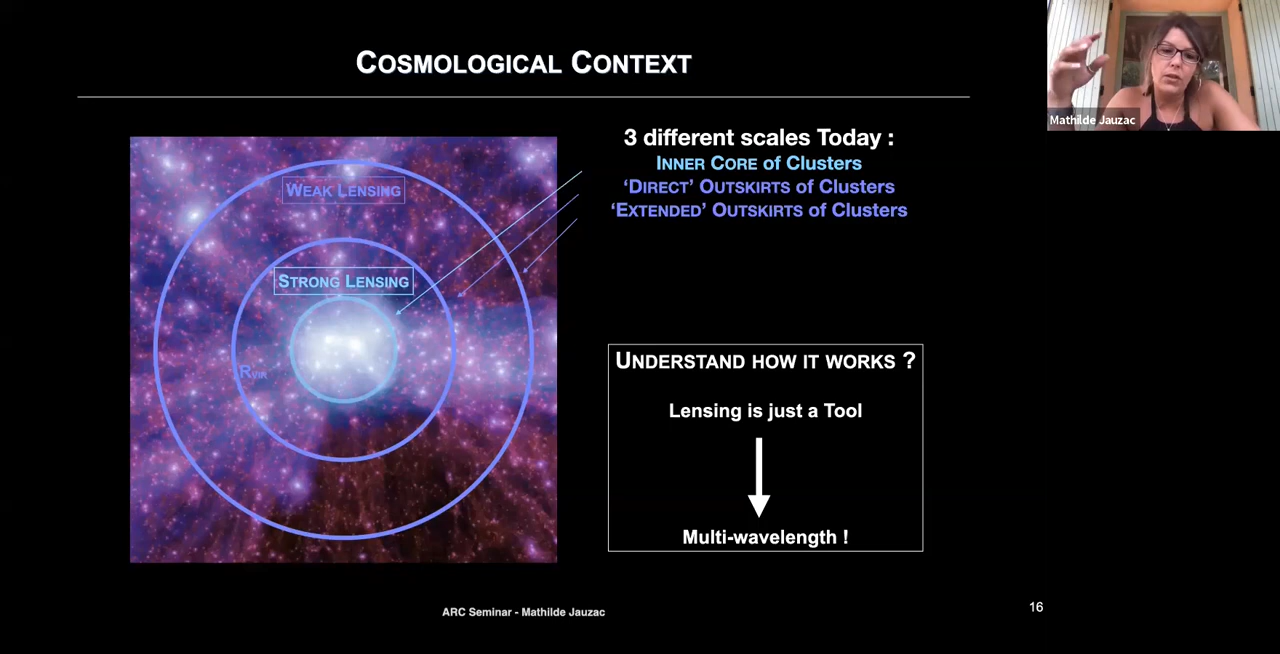 COSMOLOGICAL CONTEXT
Mathilde Jauzac
3 different scales Today :
INNER CORE of Clusters
‘DIRECT’ OUTSKIRTS of Clusters
‘EXTENDED’ OUTSKIRTS of Clusters
WEAK LENSING
STRONG LENSING
RVIR
UNDERSTAND HOW IT WORKS ?
Lensing is just a Tool
Multi-wavelength !
ARC Seminar - Mathilde Jauzac
16